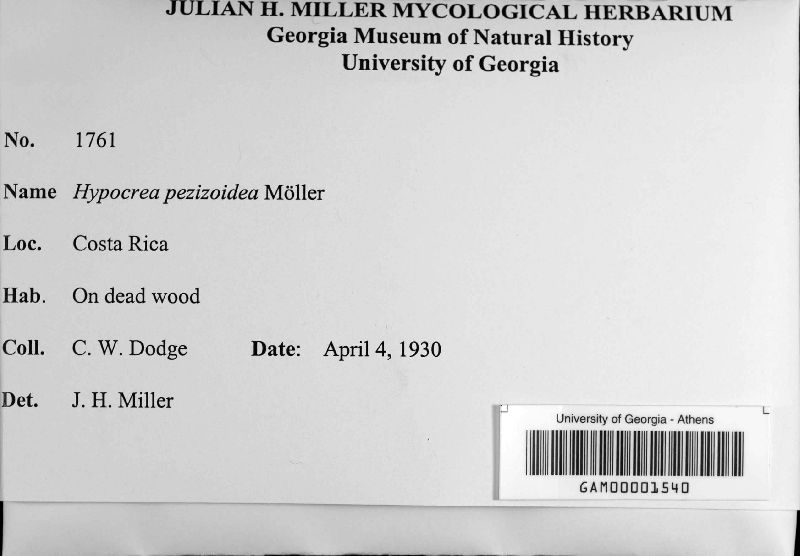 JULIAN H. MILLER MYCOLOGICAL HERBARIUM
Georgia Museum of Natural History
University of Georgia
No. 1761
Name Hypocrea pezizoidea Möller
Loc. Costa Rica
Hab. On dead wood
Coll. C. W. Dodge Date: April 4, 1930
Det. J. H. Miller
University of Georgia - Athens
GAM00001540